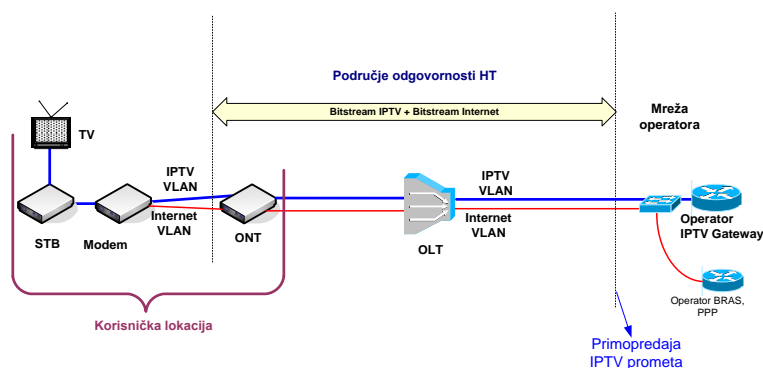 Područje odgovornosti HT
Bitstream IPTV + Bitstream Internet
Mreža
operatora
TV
IPTV
VLAN
Internet
VLAN
STB
Modem
ONT
OLT
IPTV
VLAN
Internet
VLAN
Operator
IPTV Gateway
Operator BRAS,
PPP
Korisnička lokacija
Primopredaja
IPTV prometa